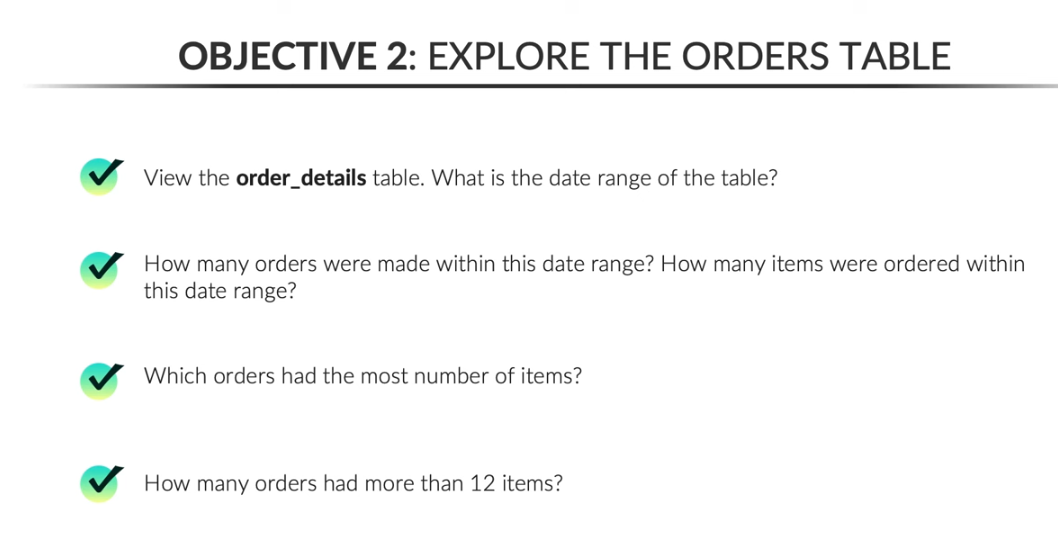 OBJECTIVE 2: EXPLORE THE ORDERS TABLE
View the order_details table. What is the date range of the table?
How many orders were made within this date range? How many items were ordered within
this date range?
Which orders had the most number of items?
How many orders had more than 12 items?